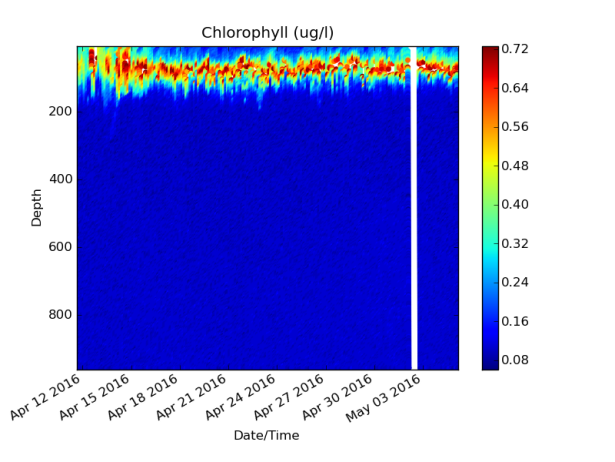 Chlorophyll (ug/l)
0.72
0.64
0.56
0.48
0.40
0.32
0.24
0.16
0.08
200
400
600
800
Depth
Apr 12 2016
Apr 15 2016
Apr 18 2016
Apr 21 2016
Apr 24 2016
Apr 27 2016
Apr 30 2016
May 03 2016
Date/Time